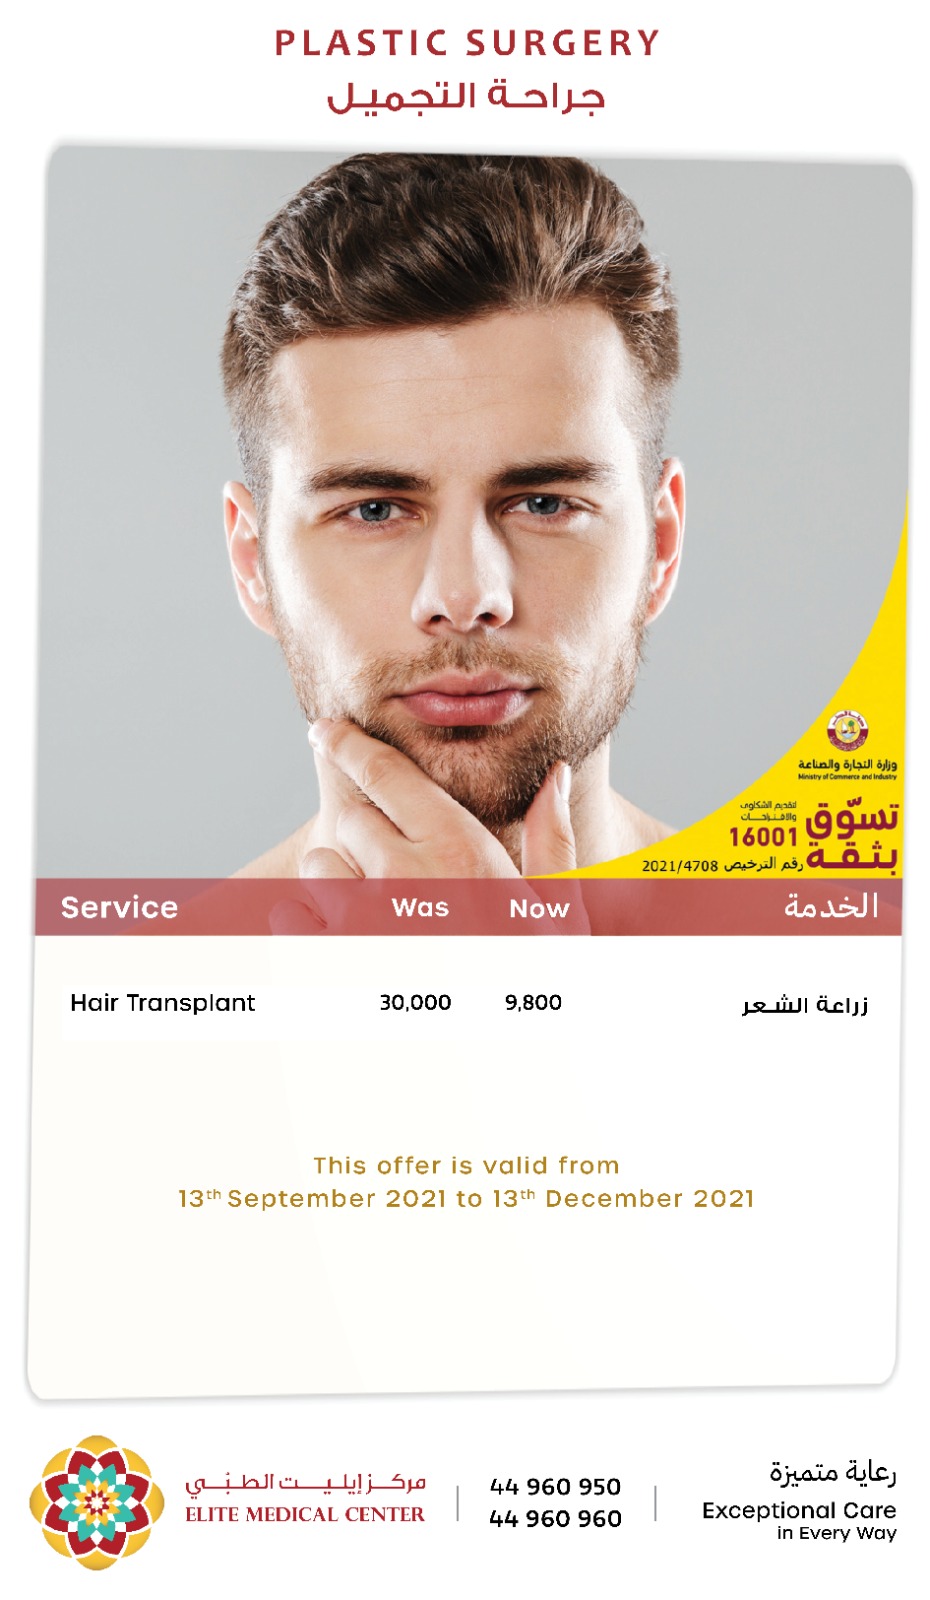 PLASTIC SURGERY
جراحة التجميل
وزارة التجارة والصناعة
Ministry of Commerce and Industry
لتقديم الشكاوى
والاقتراحات
16001
تسوّق
بثقة
رقم الترخيص 2021/4708
Service Was Now الخدمة
Hair Transplant 30,000 9,800 زراعة الشعر
This offer is valid from
13th September 2021 to 13th December 2021
مركز إيليت الطبّي
ELITE MEDICAL CENTER
44 960 950
44 960 960
رعاية متميزة
Exceptional Care
in Every Way